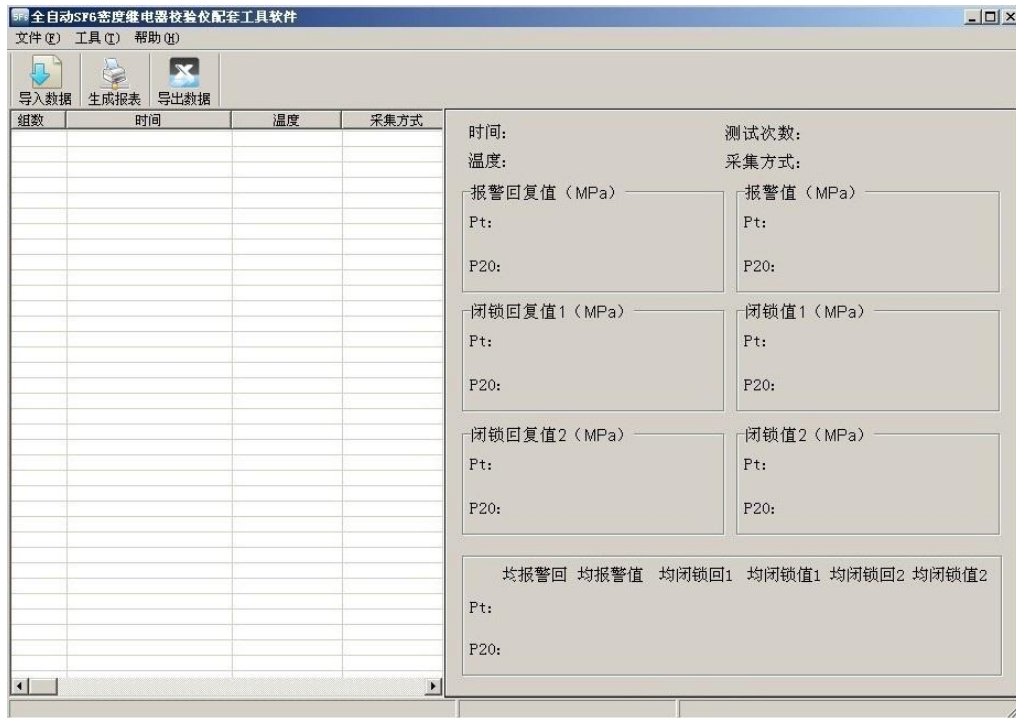 SF6 全自动SF6密度继电器校验仪配套工具软件
文件(F) 工具(T) 帮助(H)
导入数据 生成报表 导出数据
组数 时间 温度 采集方式
时间: 测试次数:
温度: 采集方式:
报警回复值（MPa） 报警值（MPa）
Pt: Pt:
P20: P20:
闭锁回复值1（MPa） 闭锁值1（MPa）
Pt: Pt:
P20: P20:
闭锁回复值2（MPa） 闭锁值2（MPa）
Pt: Pt:
P20: P20:
均报警回 均报警值 均闭锁回1 均闭锁值1 均闭锁回2 均闭锁值2
Pt:
P20: